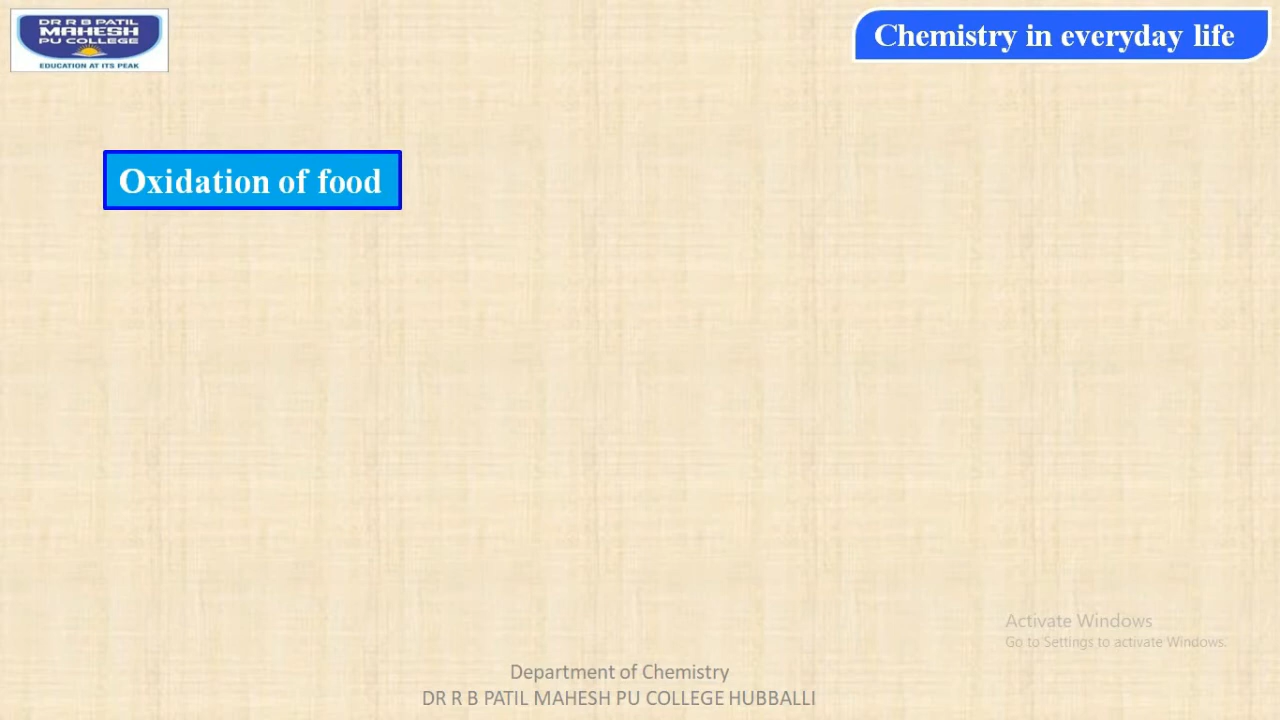 DR R B PATIL
MAHESH
PU COLLEGE
EDUCATION AT ITS PEAK
Chemistry in everyday life
Oxidation of food
Activate Windows
Go to Settings to activate Windows.
Department of Chemistry
DR R B PATIL MAHESH PU COLLEGE HUBBALLI